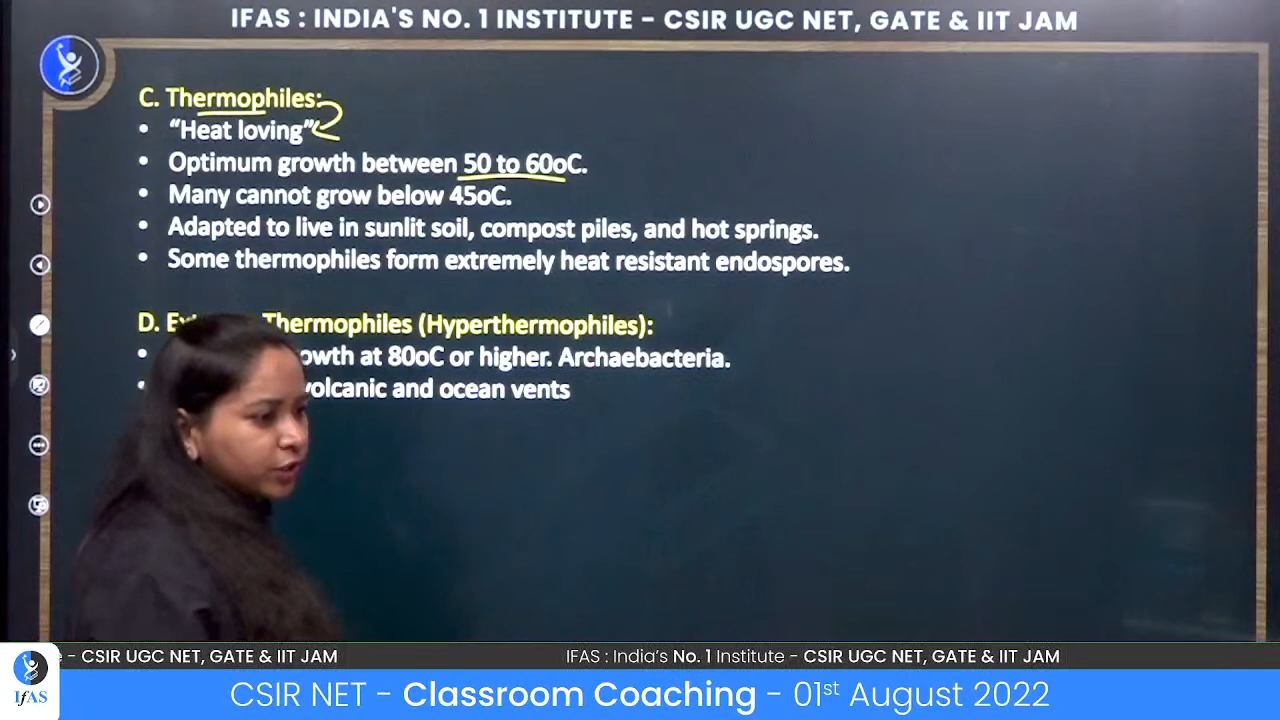 IFAS : INDIA'S NO. 1 INSTITUTE - CSIR UGC NET, GATE & IIT JAM
C. Thermophiles:
• “Heat loving”
• Optimum growth between 50 to 60oC.
• Many cannot grow below 45oC.
• Adapted to live in sunlit soil, compost piles, and hot springs.
• Some thermophiles form extremely heat resistant endospores.
D. Thermophiles (Hyperthermophiles):
• at 80oC or higher. Archaebacteria.
• volcanic and ocean vents
- CSIR UGC NET, GATE & IIT JAM IFAS : India’s No. 1 Institute - CSIR UGC NET, GATE & IIT JAM
IfAS
CSIR NET - Classroom Coaching - 01st August 2022